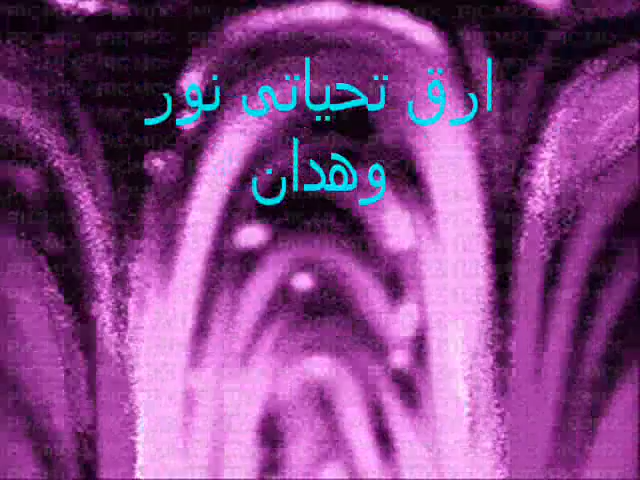 ارق تحياتى نور
وهدان